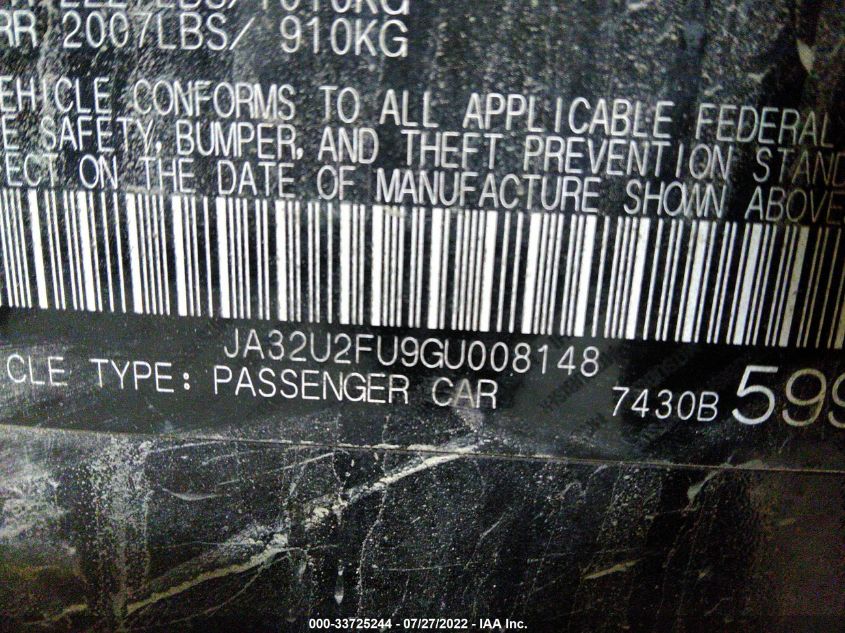 RR 2007LBS/ 910KG
EHICLE CONFORMS TO ALL APPLICABLE FEDERAL
E SAFETY, BUMPER, AND THEFT PREVENTION STAND
ECT ON THE DATE OF MANUFACTURE SHOWN ABOVE.
JA32U2FU9GU008148
CLE TYPE: PASSENGER CAR 7430B 599
000-33725244 - 07/27/2022 - IAA Inc.